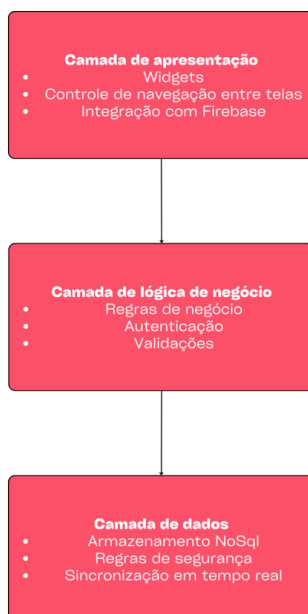 Camada de apresentação
• Widgets
• Controle de navegação entre telas
• Integração com Firebase
Camada de lógica de negócio
• Regras de negócio
• Autenticação
• Validações
Camada de dados
• Armazenamento NoSql
• Regras de segurança
• Sincronização em tempo real